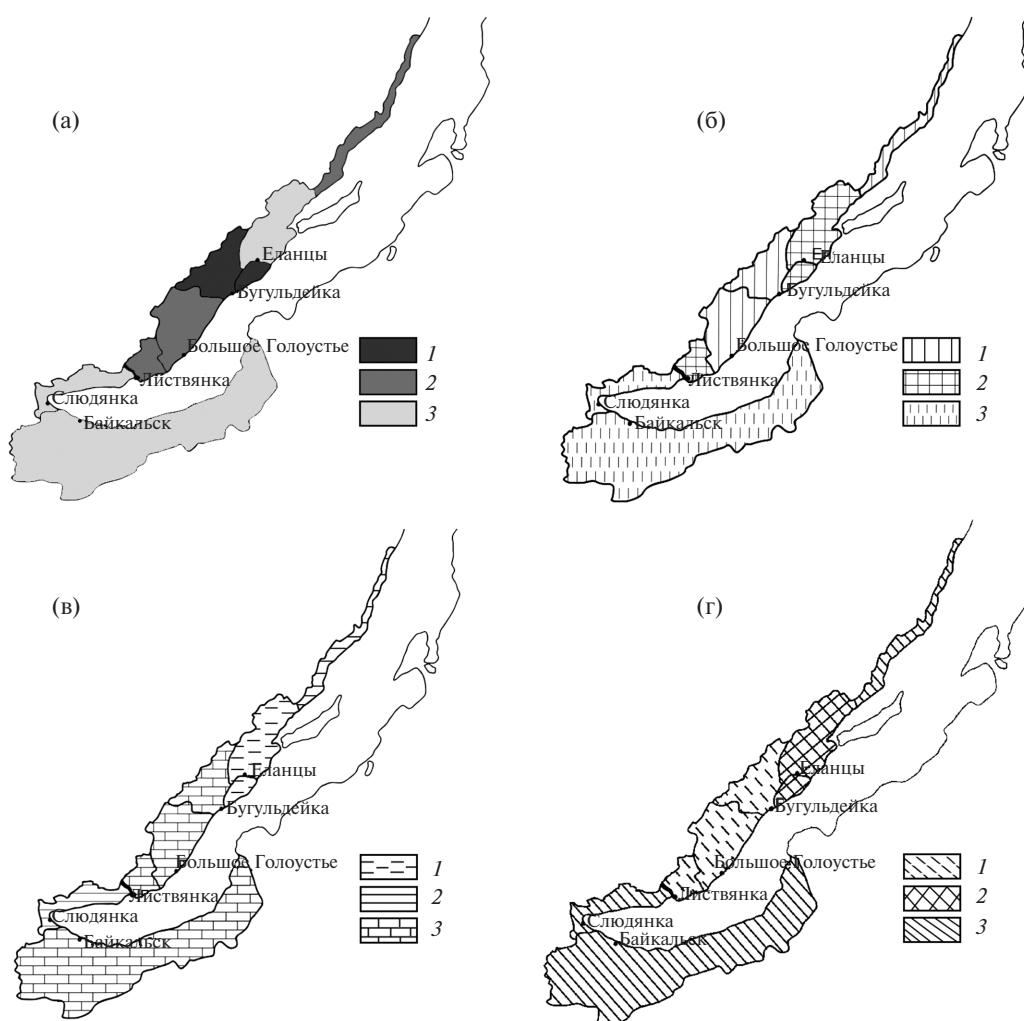 (а)
Еланцы
Бугульдейка
Большое Голоустье
Листвянка
Слюдянка
Байкальск
1
2
3
(б)
Еланцы
Бугульдейка
Большое Голоустье
Листвянка
Слюдянка
Байкальск
1
2
3
(в)
Еланцы
Бугульдейка
Большое Голоустье
Листвянка
Слюдянка
Байкальск
1
2
3
(г)
Еланцы
Бугульдейка
Большое Голоустье
Листвянка
Слюдянка
Байкальск
1
2
3